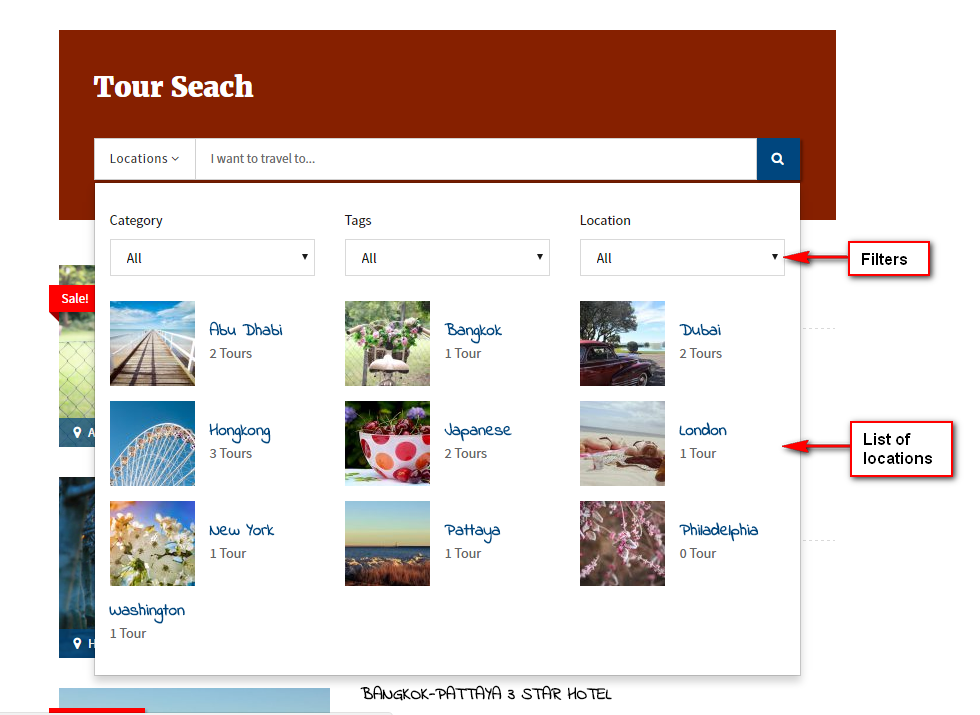 Tour Seach
Locations
I want to travel to...
Category
Tags
Location
All
All
All
Filters
Sale!
Abu Dhabi
2 Tours
Bangkok
1 Tour
Dubai
2 Tours
A
Hongkong
3 Tours
Japanese
2 Tours
London
1 Tour
List of
locations
New York
1 Tour
Pattaya
1 Tour
Philadelphia
0 Tour
Washington
1 Tour
H
BANGKOK-PATTAYA 3 STAR HOTEL